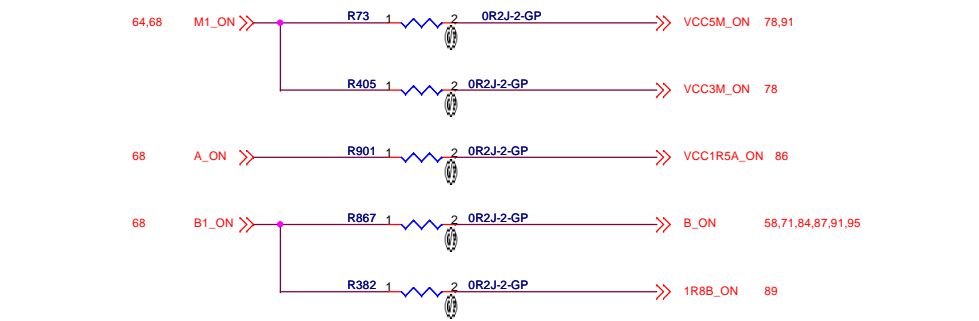 64,68 M1_ON R73 1 2 0R2J-2-GP VCC5M_ON 78,91
R405 1 2 0R2J-2-GP VCC3M_ON 78
68 A_ON R901 1 2 0R2J-2-GP VCC1R5A_ON 86
68 B1_ON R867 1 2 0R2J-2-GP B_ON 58,71,84,87,91,95
R382 1 2 0R2J-2-GP 1R8B_ON 89